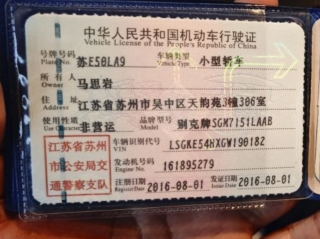 中华人民共和国机动车行驶证
Vehicle License of the People's Republic of China
号牌号码 苏E50LA9 车辆类型 小型轿车
Plate No. Vehicle Type
所有人 马思岩
Owner
住址 江苏省苏州市吴中区天韵苑3幢306室
Address
使用性质 非营运 品牌型号 别克牌SGM7151LAAB
Use Character Model
江苏省苏州 车辆识别代号 LSGKE54HXGW190182
VIN
市公安局交 发动机号码 161895279
Engine No.
通警察支队 注册日期 2016-08-01 发证日期 2016-08-01
Register Date Issue Date